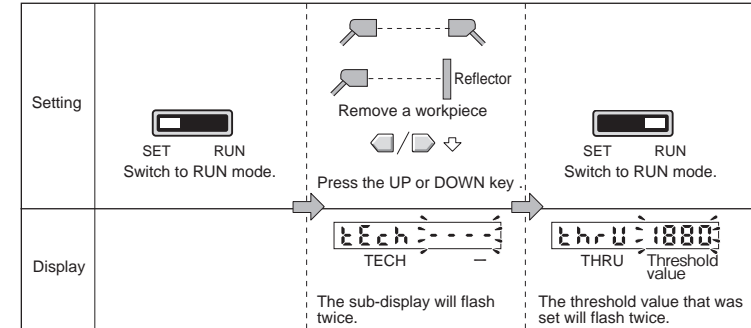 Setting
SET RUN
Switch to RUN mode.
Reflector
Remove a workpiece
/
Press the UP or DOWN key .
SET RUN
Switch to RUN mode.
Display
tEch - - - -
TECH –
The sub-display will flash
twice.
thrU 1880
THRU Threshold
value
The threshold value that was
set will flash twice.